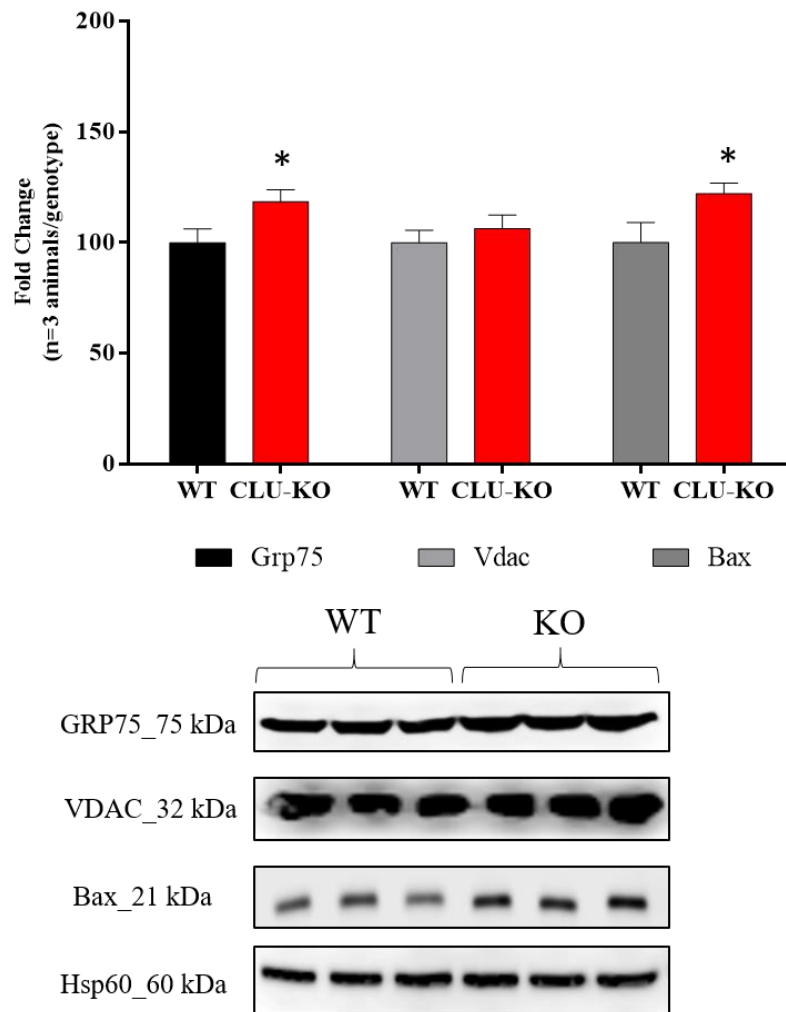 200
150
100
50
0
Fold Change
(n=3 animals/genotype)
* *
WT CLU-KO WT CLU-KO WT CLU-KO
Grp75 Vdac Bax
WT KO
GRP75_75 kDa
VDAC_32 kDa
Bax_21 kDa
Hsp60_60 kDa